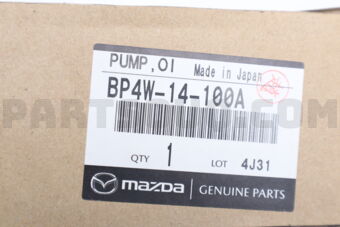 PUMP, OI Made in Japan
BP4W-14-100A
QTY 1 LOT 4J31
mazda GENUINE PARTS